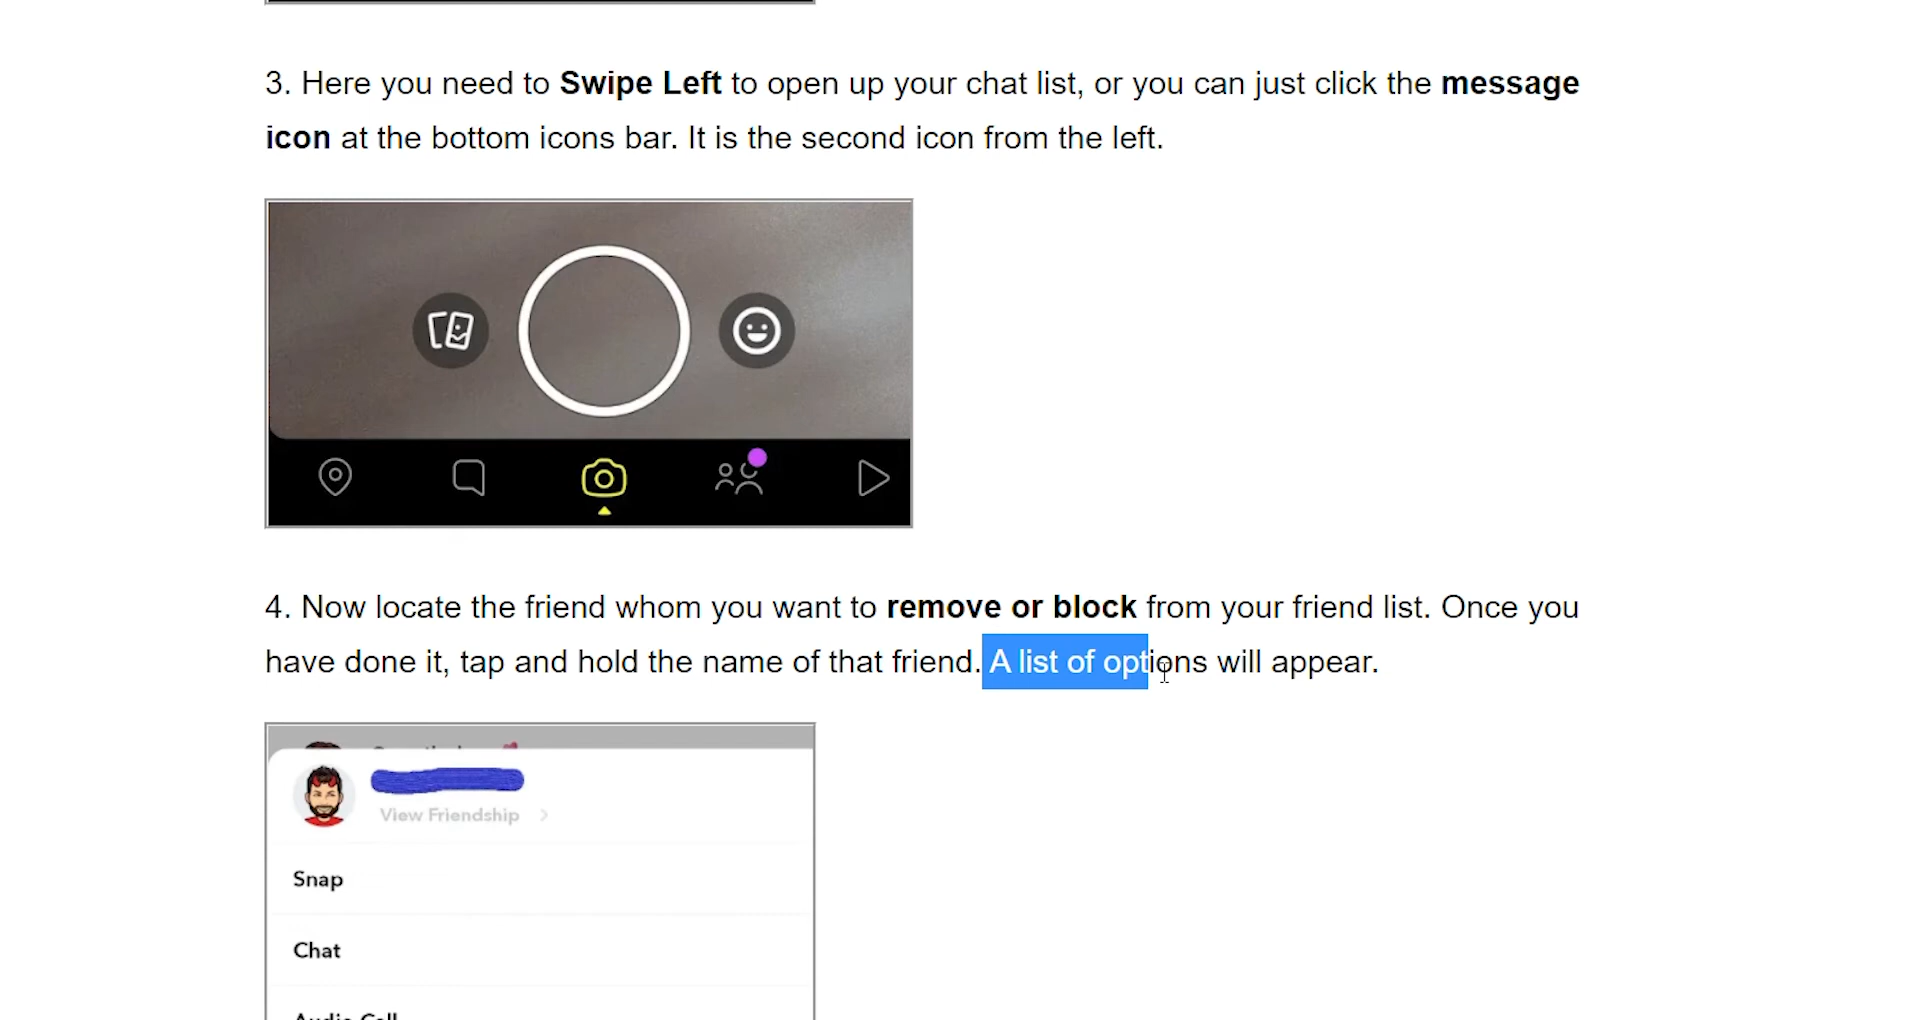 3. Here you need to Swipe Left to open up your chat list, or you can just click the message
icon at the bottom icons bar. It is the second icon from the left.
4. Now locate the friend whom you want to remove or block from your friend list. Once you
have done it, tap and hold the name of that friend. A list of options will appear.
View Friendship
Snap
Chat
Audio Call